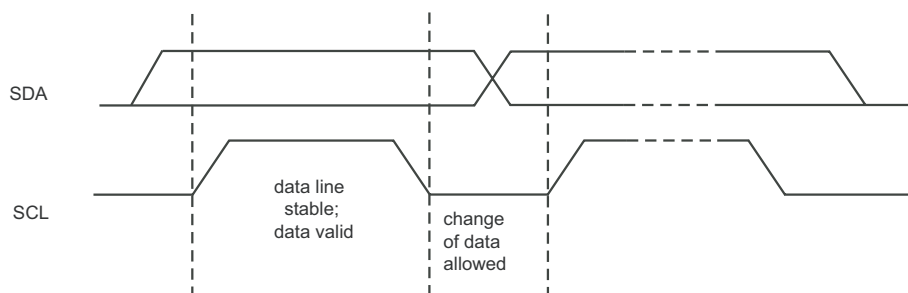 SDA
SCL
data line
stable;
data valid
change
of data
allowed